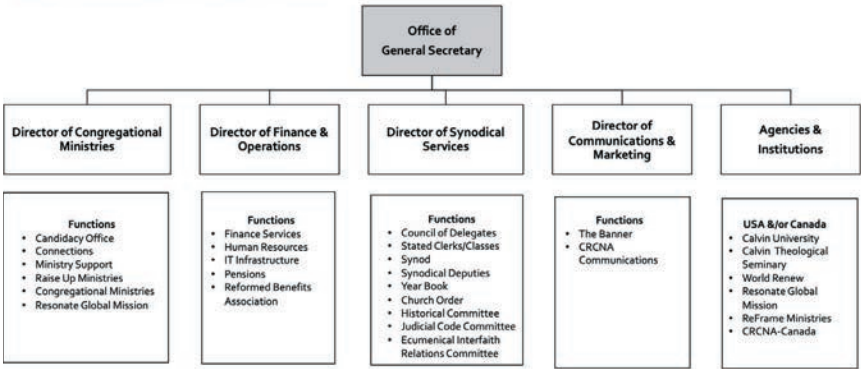 Office of
General Secretary
Director of Congregational
Ministries
Director of Finance &
Operations
Director of Synodical
Services
Director of
Communications &
Marketing
Agencies &
Institutions
Functions
• Candidacy Office
• Connections
• Ministry Support
• Raise Up Ministries
• Congregational Ministries
• Resonate Global Mission
Functions
• Finance Services
• Human Resources
• IT Infrastructure
• Pensions
• Reformed Benefits
Association
Functions
• Council of Delegates
• Stated Clerks/Classes
• Synod
• Synodical Deputies
• Year Book
• Church Order
• Historical Committee
• Judicial Code Committee
• Ecumenical Interfaith
Relations Committee
Functions
• The Banner
• CRCNA
Communications
USA &/or Canada
• Calvin University
• Calvin Theological
Seminary
• World Renew
• Resonate Global
Mission
• ReFrame Ministries
• CRCNA-Canada